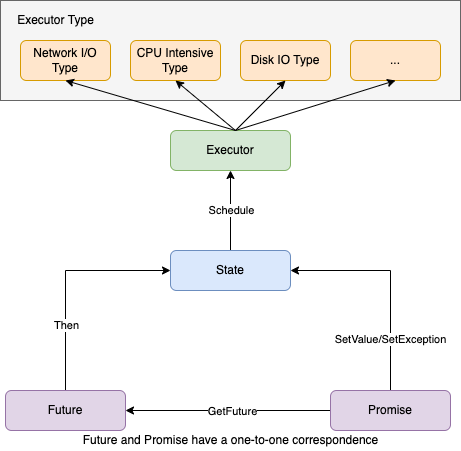 Executor Type
Network I/O
Type
CPU Intensive
Type
Disk IO Type
...
Executor
Schedule
State
Then
SetValue/SetException
Future
GetFuture
Promise
Future and Promise have a one-to-one correspondence